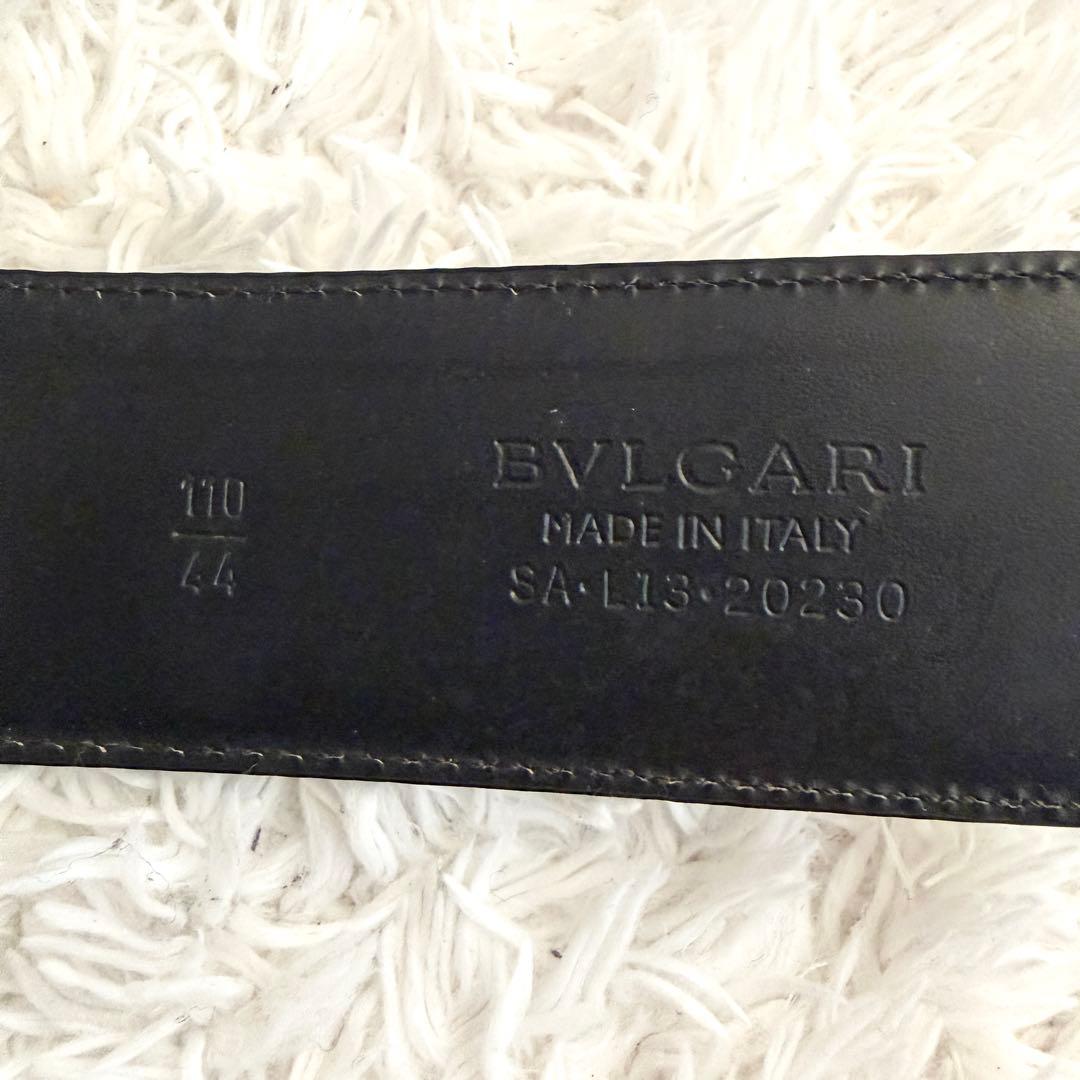 110
44
BVLGARI
MADE IN ITALY
SA·L13·20230